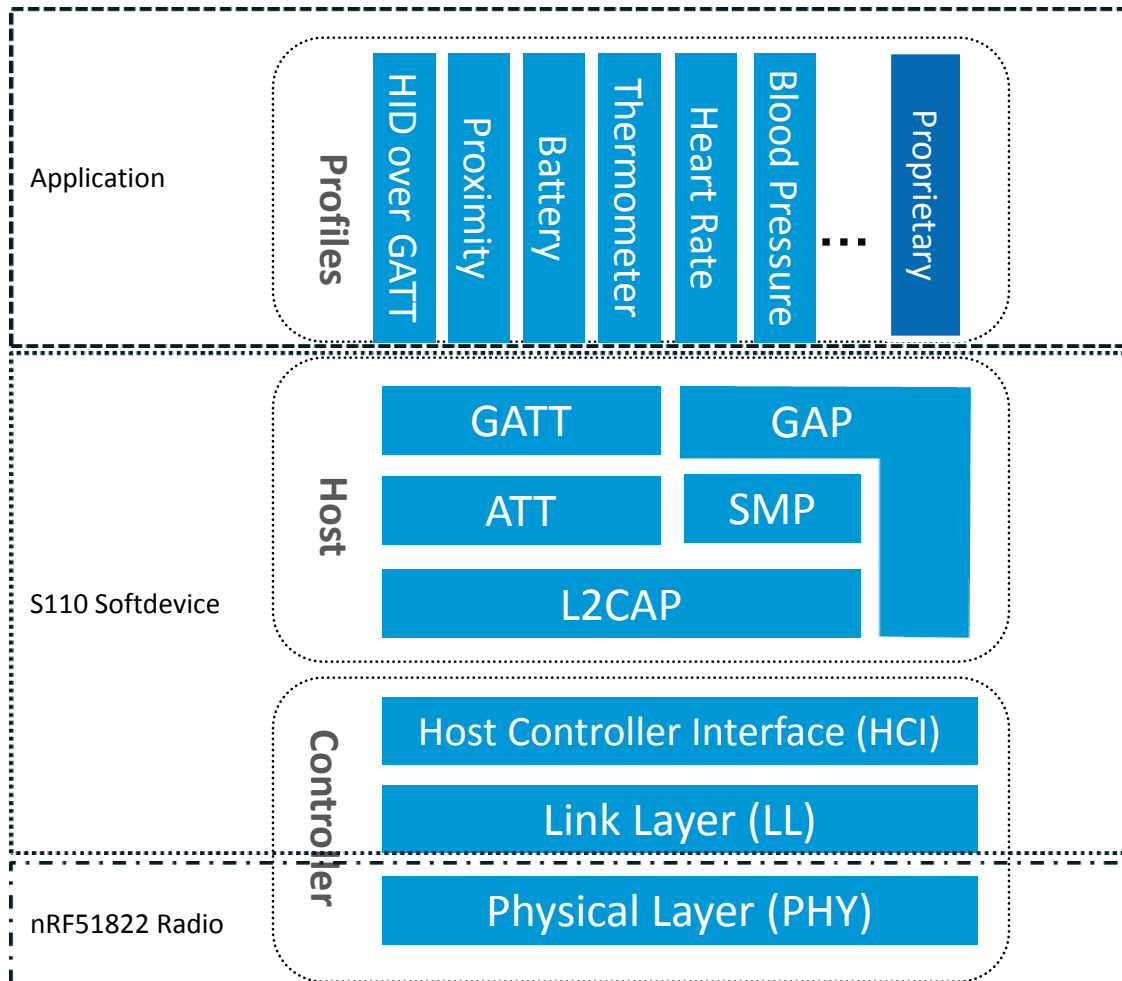 Application
Profiles
HID over GATT
Proximity
Battery
Thermometer
Heart Rate
Blood Pressure
...
Proprietary
S110 Softdevice
Host
GATT
GAP
ATT
SMP
L2CAP
Controller
Host Controller Interface (HCI)
Link Layer (LL)
nRF51822 Radio
Physical Layer (PHY)